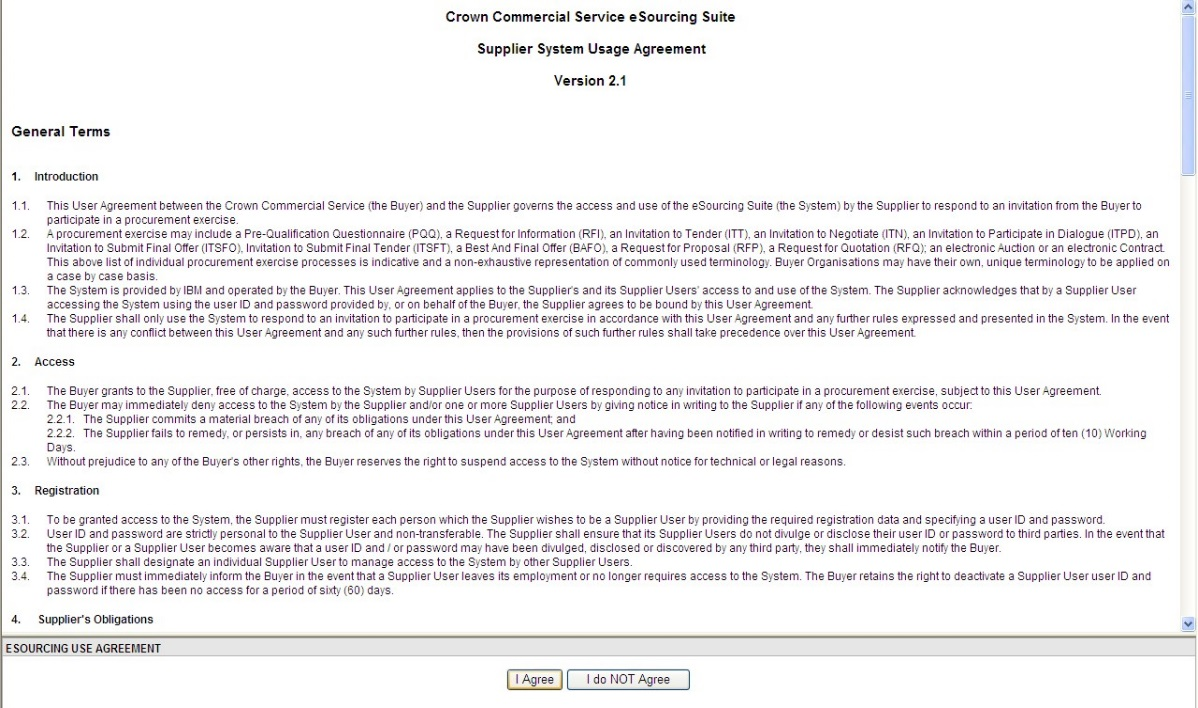 Crown Commercial Service eSourcing Suite
Supplier System Usage Agreement
Version 2.1
General Terms
1. Introduction
1.1. This User Agreement between the Crown Commercial Service (the Buyer) and the Supplier governs the access and use of the eSourcing Suite (the System) by the Supplier to respond to an invitation from the Buyer to
participate in a procurement exercise.
1.2. A procurement exercise may include a Pre-Qualification Questionnaire (PQQ), a Request for Information (RFI), an Invitation to Tender (ITT), an Invitation to Negotiate (ITN), an Invitation to Participate in Dialogue (ITPD), an
Invitation to Submit Final Offer (ITSFO), Invitation to Submit Final Tender (ITSFT), a Best And Final Offer (BAFO), a Request for Proposal (RFP), a Request for Quotation (RFQ); an electronic Auction or an electronic Contract.
This above list of individual procurement exercise processes is indicative and a non-exhaustive representation of commonly used terminology. Buyer Organisations may have their own, unique terminology to be applied on
a case by case basis.
1.3. The System is provided by IBM and operated by the Buyer. This User Agreement applies to the Supplier's and its Supplier Users' access to and use of the System. The Supplier acknowledges that by a Supplier User
accessing the System using the user ID and password provided by, or on behalf of the Buyer, the Supplier agrees to be bound by this User Agreement.
1.4. The Supplier shall only use the System to respond to an invitation to participate in a procurement exercise in accordance with this User Agreement and any further rules expressed and presented in the System. In the event
that there is any conflict between this User Agreement and any such further rules, then the provisions of such further rules shall take precedence over this User Agreement.
2. Access
2.1. The Buyer grants to the Supplier, free of charge, access to the System by Supplier Users for the purpose of responding to any invitation to participate in a procurement exercise, subject to this User Agreement.
2.2. The Buyer may immediately deny access to the System by the Supplier and/or one or more Supplier Users by giving notice in writing to the Supplier if any of the following events occur:
2.2.1. The Supplier commits a material breach of any of its obligations under this User Agreement; and
2.2.2. The Supplier fails to remedy, or persists in, any breach of any of its obligations under this User Agreement after having been notified in writing to remedy or desist such breach within a period of ten (10) Working
Days.
2.3. Without prejudice to any of the Buyer's other rights, the Buyer reserves the right to suspend access to the System without notice for technical or legal reasons.
3. Registration
3.1. To be granted access to the System, the Supplier must register each person which the Supplier wishes to be a Supplier User by providing the required registration data and specifying a user ID and password.
3.2. User ID and password are strictly personal to the Supplier User and non-transferable. The Supplier shall ensure that its Supplier Users do not divulge or disclose their user ID or password to third parties. In the event that
the Supplier or a Supplier User becomes aware that a user ID and / or password may have been divulged, disclosed or discovered by any third party, they shall immediately notify the Buyer.
3.3. The Supplier shall designate an individual Supplier User to manage access to the System by other Supplier Users.
3.4. The Supplier must immediately inform the Buyer in the event that a Supplier User leaves its employment or no longer requires access to the System. The Buyer retains the right to deactivate a Supplier User user ID and
password if there has been no access for a period of sixty (60) days.
4. Supplier's Obligations
ESOURCING USE AGREEMENT
I Agree I do NOT Agree